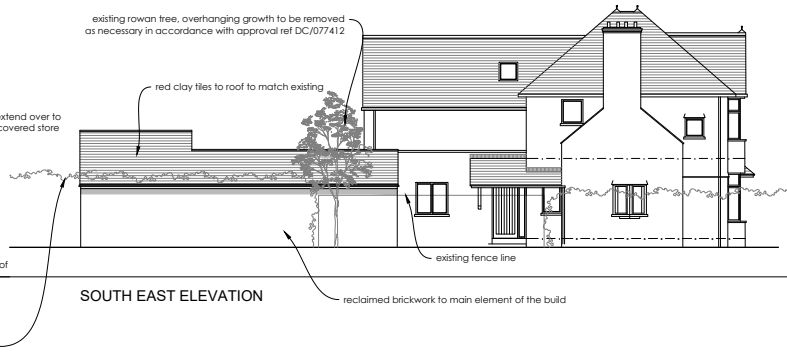 existing rowan tree, overhanging growth to be removed
as necessary in accordance with approval ref DC/077412
red clay tiles to roof to match existing
extend over to
covered store
existing fence line
of
SOUTH EAST ELEVATION
reclaimed brickwork to main element of the build